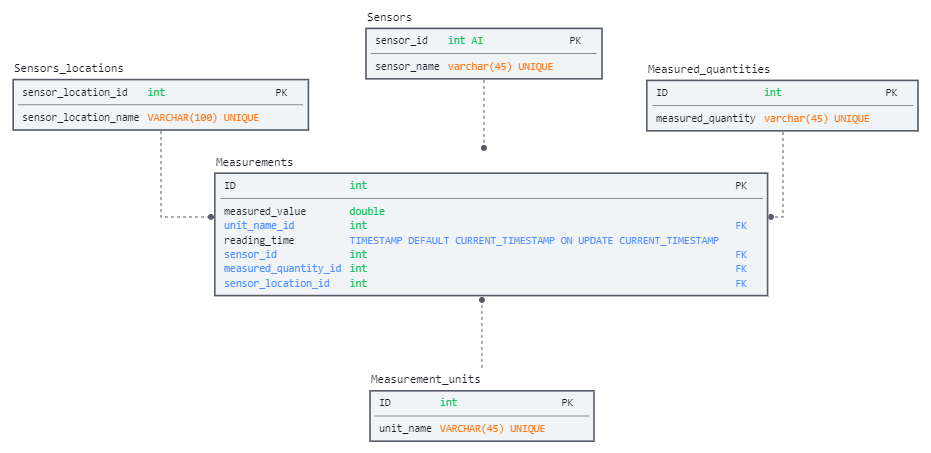 Sensors
sensor_id int AI PK
sensor_name varchar(45) UNIQUE
Sensors_locations
sensor_location_id int PK
sensor_location_name VARCHAR(100) UNIQUE
Measured_quantities
ID int PK
measured_quantity varchar(45) UNIQUE
Measurements
ID int PK
measured_value double
unit_name_id int FK
reading_time TIMESTAMP DEFAULT CURRENT_TIMESTAMP ON UPDATE CURRENT_TIMESTAMP
sensor_id int FK
measured_quantity_id int FK
sensor_location_id int FK
Measurement_units
ID int PK
unit_name VARCHAR(45) UNIQUE